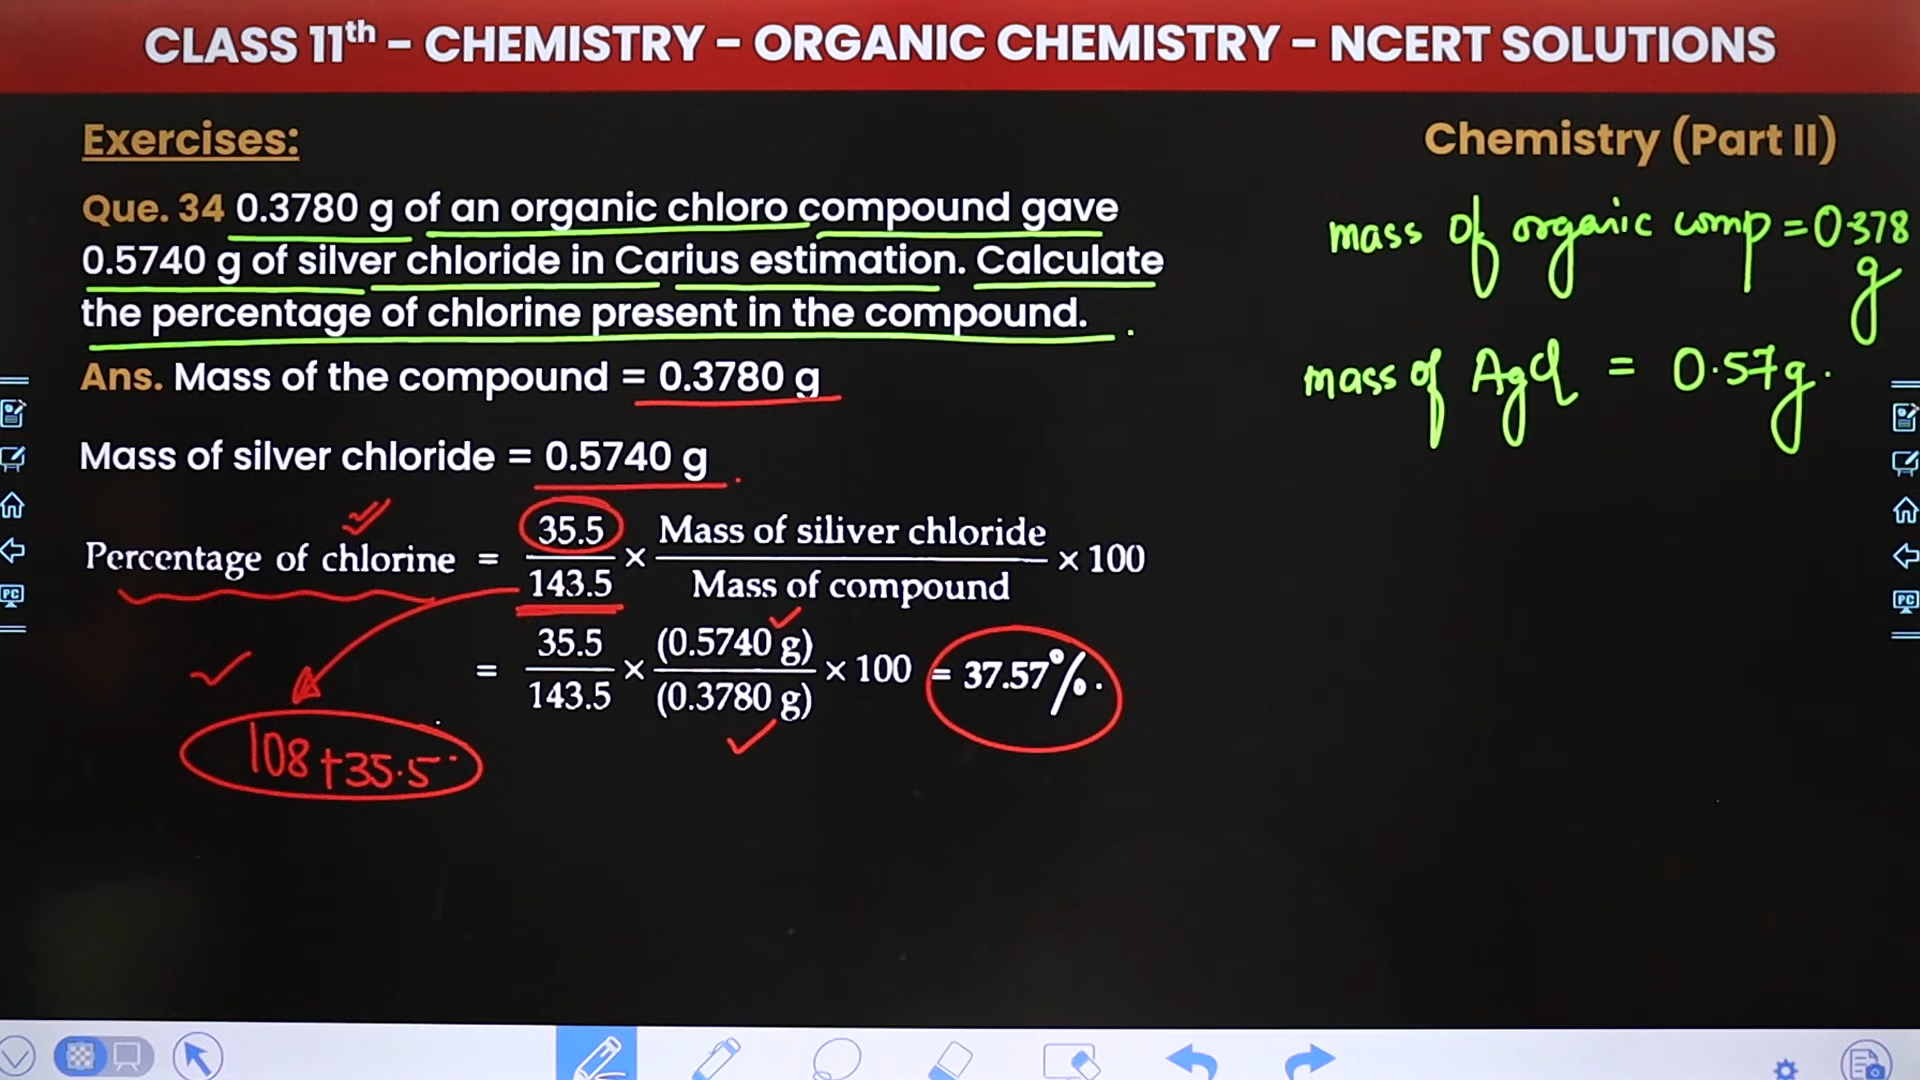 CLASS 11th - CHEMISTRY - ORGANIC CHEMISTRY - NCERT SOLUTIONS
Exercises:
Chemistry (Part II)
Que. 34 0.3780 g of an organic chloro compound gave
0.5740 g of silver chloride in Carius estimation. Calculate
the percentage of chlorine present in the compound.
Ans. Mass of the compound = 0.3780 g
Mass of silver chloride = 0.5740 g
Percentage of chlorine = 35.5/143.5 × Mass of siliver chloride/Mass of compound × 100
= 35.5/143.5 × (0.5740 g)/(0.3780 g) × 100 = 37.57%.
108+35.5
mass of organic comp = 0.378
g
mass of AgCl = 0.57g.
PC
PC